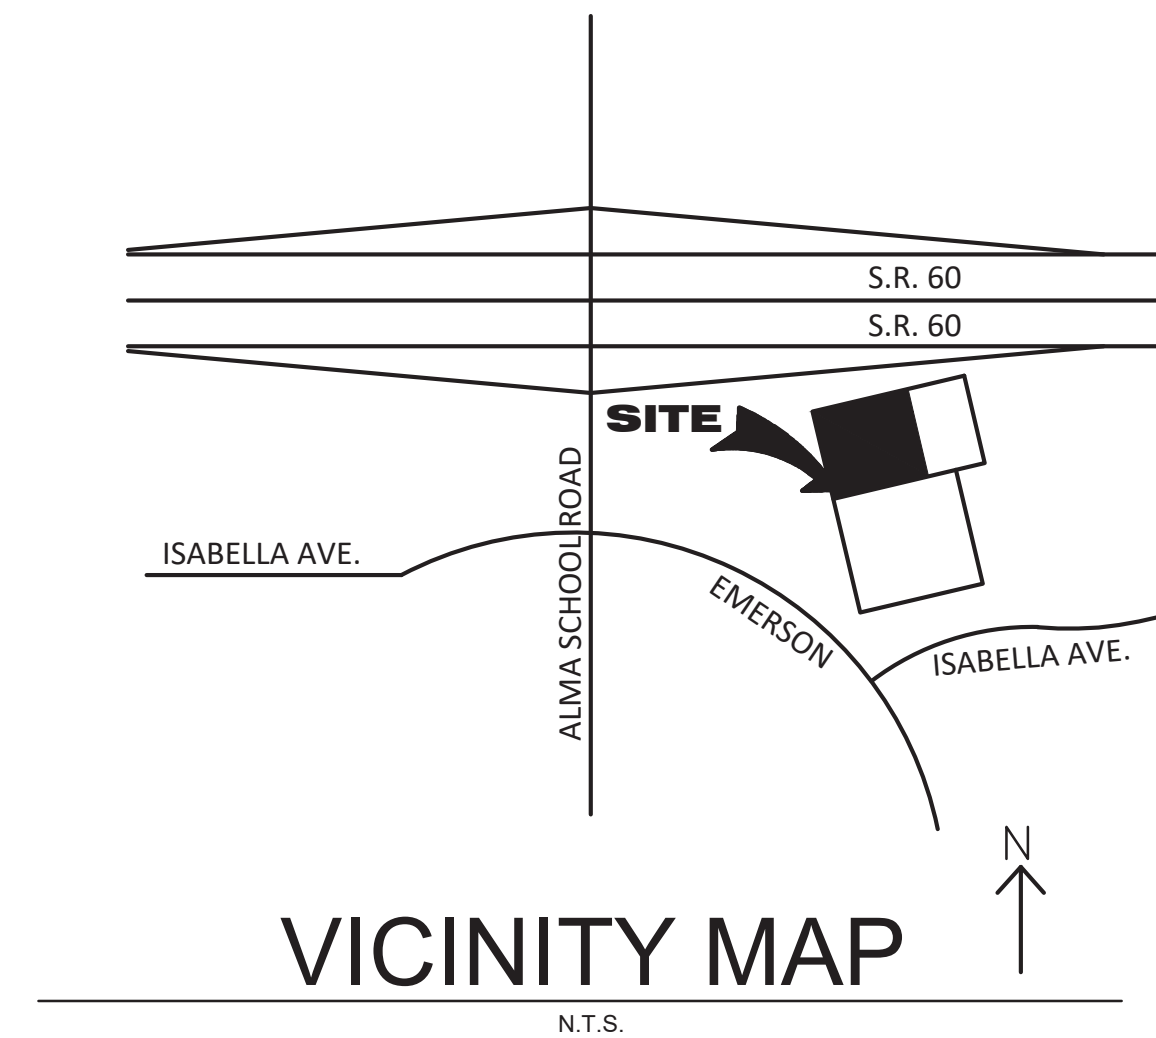 S.R. 60
S.R. 60
SITE
ALMA SCHOOL ROAD
ISABELLA AVE.
EMERSON
ISABELLA AVE.
N
VICINITY MAP
N.T.S.